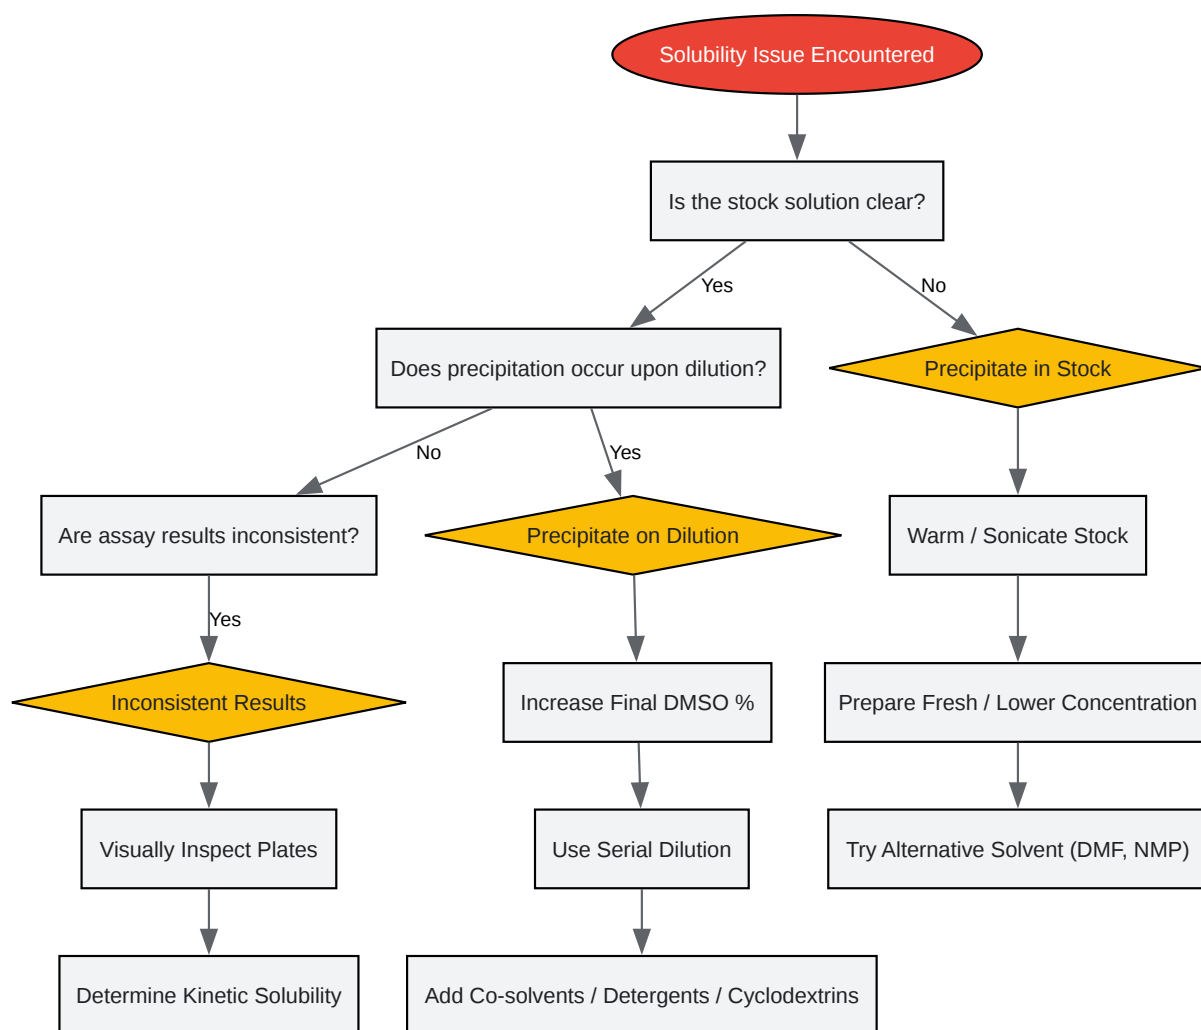 Solubility Issue Encountered
Is the stock solution clear?
Yes
No
Does precipitation occur upon dilution?
Precipitate in Stock
No
Yes
Are assay results inconsistent?
Precipitate on Dilution
Warm / Sonicate Stock
Yes
Inconsistent Results
Increase Final DMSO %
Prepare Fresh / Lower Concentration
Visually Inspect Plates
Use Serial Dilution
Try Alternative Solvent (DMF, NMP)
Determine Kinetic Solubility
Add Co-solvents / Detergents / Cyclodextrins